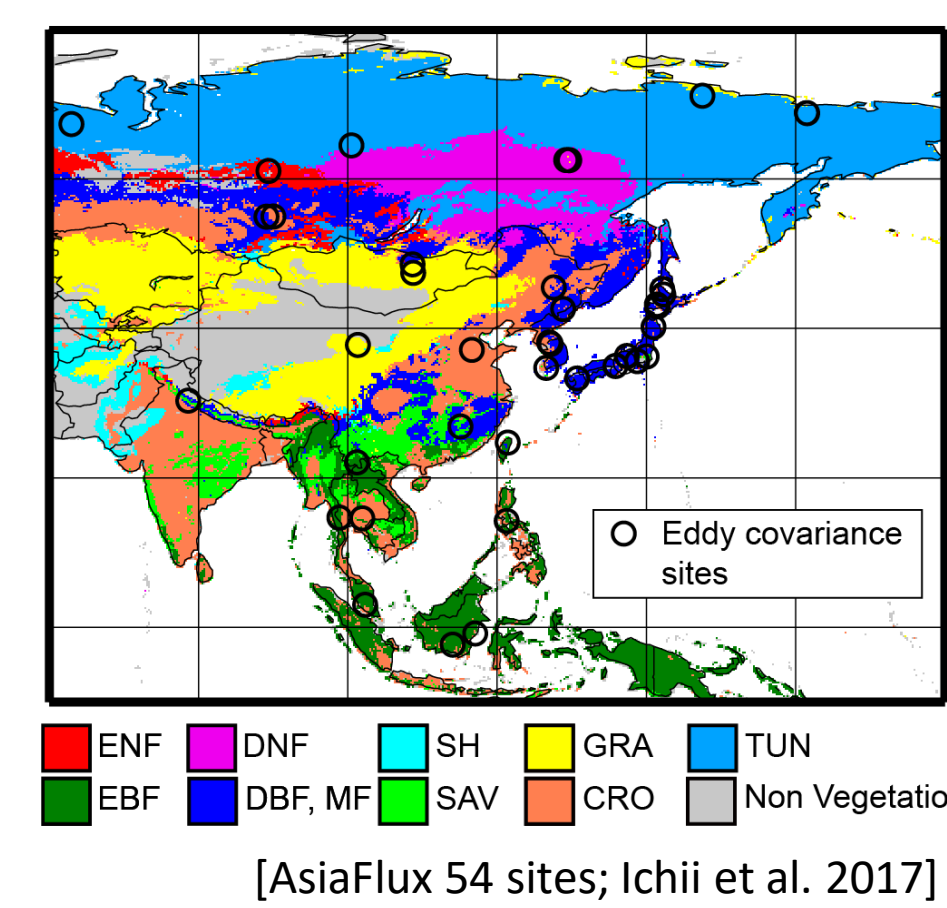 Eddy covariance
sites
ENF DNF SH GRA TUN
EBF DBF, MF SAV CRO Non Vegetatio
[AsiaFlux 54 sites; Ichii et al. 2017]